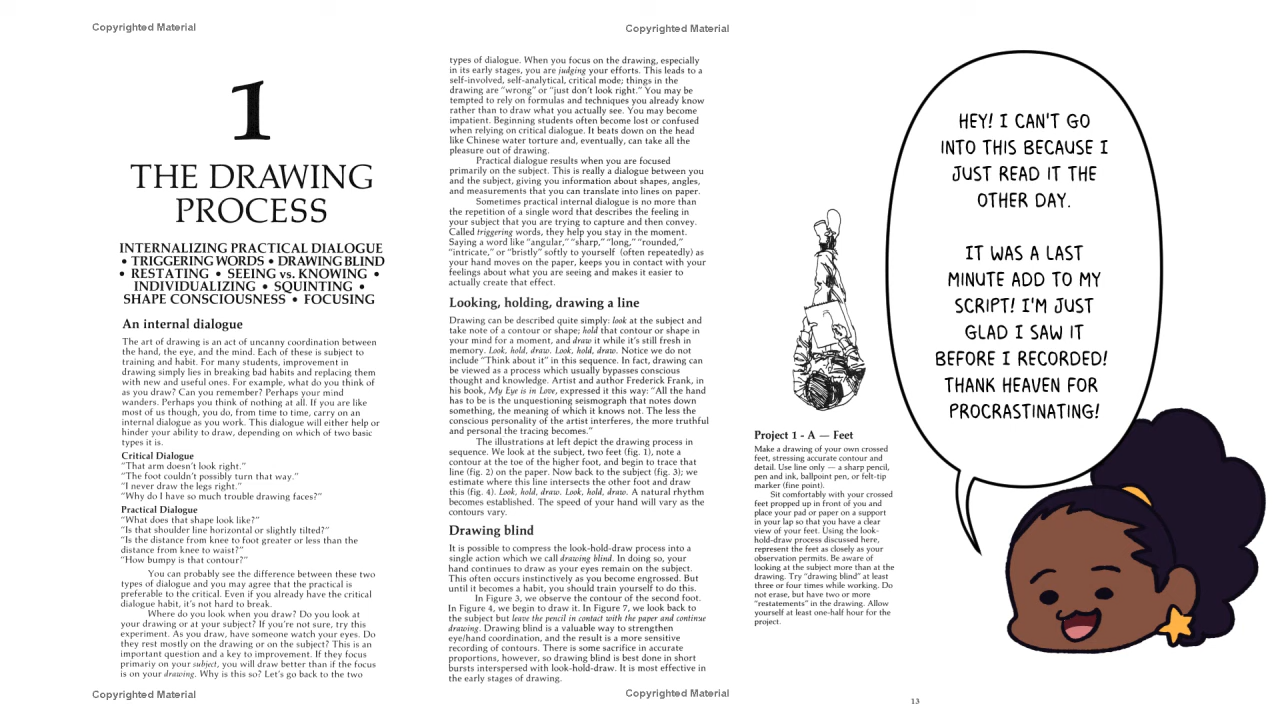 Copyrighted Material
1
THE DRAWING
PROCESS
INTERNALIZING PRACTICAL DIALOGUE
• TRIGGERING WORDS • DRAWING BLIND
• RESTATING • SEEING vs. KNOWING •
INDIVIDUALIZING • SQUINTING •
SHAPE CONSCIOUSNESS • FOCUSING
An internal dialogue
The art of drawing is an act of uncanny coordination between
the hand, the eye, and the mind. Each of these is subject to
training and habit. For many students, improvement in
drawing simply lies in breaking bad habits and replacing them
with new and useful ones. For example, what do you think of
as you draw? Can you remember? Perhaps your mind
wanders. Perhaps you think of nothing at all. If you are like
most of us though, you do, from time to time, carry on an
internal dialogue as you work. This dialogue will either help or
hinder your ability to draw, depending on which of two basic
types it is.
Critical Dialogue
"That arm doesn't look right."
"The foot couldn't possibly turn that way."
"I never draw the legs right."
"Why do I have so much trouble drawing faces?"
Practical Dialogue
"What does that shape look like?"
"Is that shoulder line horizontal or slightly tilted?"
"Is the distance from knee to foot greater or less than the
distance from knee to waist?"
"How bumpy is that contour?"
You can probably see the difference between these two
types of dialogue and you may agree that the practical is
preferable to the critical. Even if you already have the critical
dialogue habit, it's not hard to break.
Where do you look when you draw? Do you look at
your drawing or at your subject? If you're not sure, try this
experiment. As you draw, have someone watch your eyes. Do
they rest mostly on the drawing or on the subject? This is an
important question and a key to improvement. If they focus
primariy on your subject, you will draw better than if the focus
is on your drawing. Why is this so? Let's go back to the two
Copyrighted Material
Copyrighted Material
types of dialogue. When you focus on the drawing, especially
in its early stages, you are judging your efforts. This leads to a
self-involved, self-analytical, critical mode; things in the
drawing are "wrong" or "just don't look right." You may be
tempted to rely on formulas and techniques you already know
rather than to draw what you actually see. You may become
impatient. Beginning students often become lost or confused
when relying on critical dialogue. It beats down on the head
like Chinese water torture and, eventually, can take all the
pleasure out of drawing.
Practical dialogue results when you are focused
primarily on the subject. This is really a dialogue between you
and the subject, giving you information about shapes, angles,
and measurements that you can translate into lines on paper.
Sometimes practical internal dialogue is no more than
the repetition of a single word that describes the feeling in
your subject that you are trying to capture and then convey.
Called triggering words, they help you stay in the moment.
Saying a word like "angular," "sharp," "long," "rounded,"
"intricate," or "bristly" softly to yourself (often repeatedly) as
your hand moves on the paper, keeps you in contact with your
feelings about what you are seeing and makes it easier to
actually create that effect.
Looking, holding, drawing a line
Drawing can be described quite simply: look at the subject and
take note of a contour or shape; hold that contour or shape in
your mind for a moment, and draw it while it's still fresh in
memory. Look, hold, draw. Look, hold, draw. Notice we do not
include "Think about it" in this sequence. In fact, drawing can
be viewed as a process which usually bypasses conscious
thought and knowledge. Artist and author Frederick Frank, in
his book, My Eye is in Love, expressed it this way: "All the hand
has to be is the unquestioning seismograph that notes down
something, the meaning of which it knows not. The less the
conscious personality of the artist interferes, the more truthful
and personal the tracing becomes."
The illustrations at left depict the drawing process in
sequence. We look at the subject, two feet (fig. 1), note a
contour at the toe of the higher foot, and begin to trace that
line (fig. 2) on the paper. Now back to the subject (fig. 3); we
estimate where this line intersects the other foot and draw
this (fig. 4). Look, hold, draw. Look, hold, draw. A natural rhythm
becomes established. The speed of your hand will vary as the
contours vary.
Drawing blind
It is possible to compress the look-hold-draw process into a
single action which we call drawing blind. In doing so, your
hand continues to draw as your eyes remain on the subject.
This often occurs instinctively as you become engrossed. But
until it becomes a habit, you should train yourself to do this.
In Figure 3, we observe the contour of the second foot.
In Figure 4, we begin to draw it. In Figure 7, we look back to
the subject but leave the pencil in contact with the paper and continue
drawing. Drawing blind is a valuable way to strengthen
eye/hand coordination, and the result is a more sensitive
recording of contours. There is some sacrifice in accurate
proportions, however, so drawing blind is best done in short
bursts interspersed with look-hold-draw. It is most effective in
the early stages of drawing.
Copyrighted Material
Project 1 - A — Feet
Make a drawing of your own crossed
feet, stressing accurate contour and
detail. Use line only — a sharp pencil,
pen and ink, ballpoint pen, or felt-tip
marker (fine point).
Sit comfortably with your crossed
feet propped up in front of you and
place your pad or paper on a support
in your lap so that you have a clear
view of your feet. Using the look-
hold-draw process discussed here,
represent the feet as closely as your
observation permits. Be aware of
looking at the subject more than at the
drawing. Try "drawing blind" at least
three or four times while working. Do
not erase, but have two or more
"restatements" in the drawing. Allow
yourself at least one-half hour for the
project.
13
HEY! I CAN'T GO
INTO THIS BECAUSE I
JUST READ IT THE
OTHER DAY.
IT WAS A LAST
MINUTE ADD TO MY
SCRIPT! I'M JUST
GLAD I SAW IT
BEFORE I RECORDED!
THANK HEAVEN FOR
PROCRASTINATING!